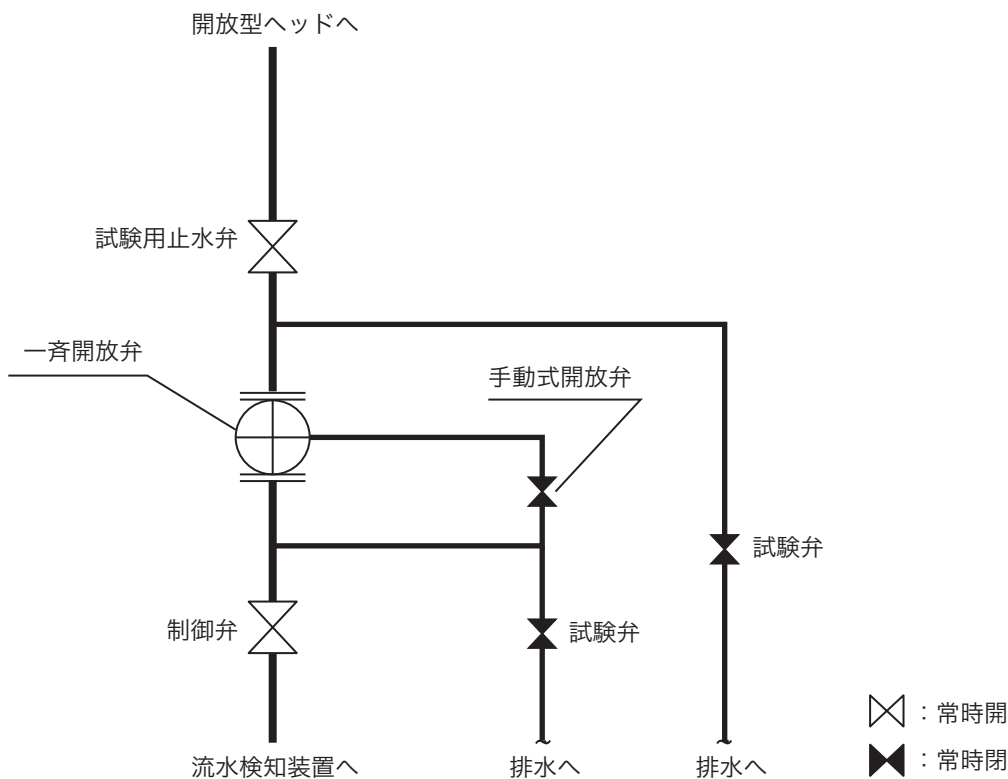 開放型ヘッドへ
試験用止水弁
一斉開放弁
手動式開放弁
試験弁
制御弁
試験弁
：常時開
：常時閉
流水検知装置へ
排水へ
排水へ